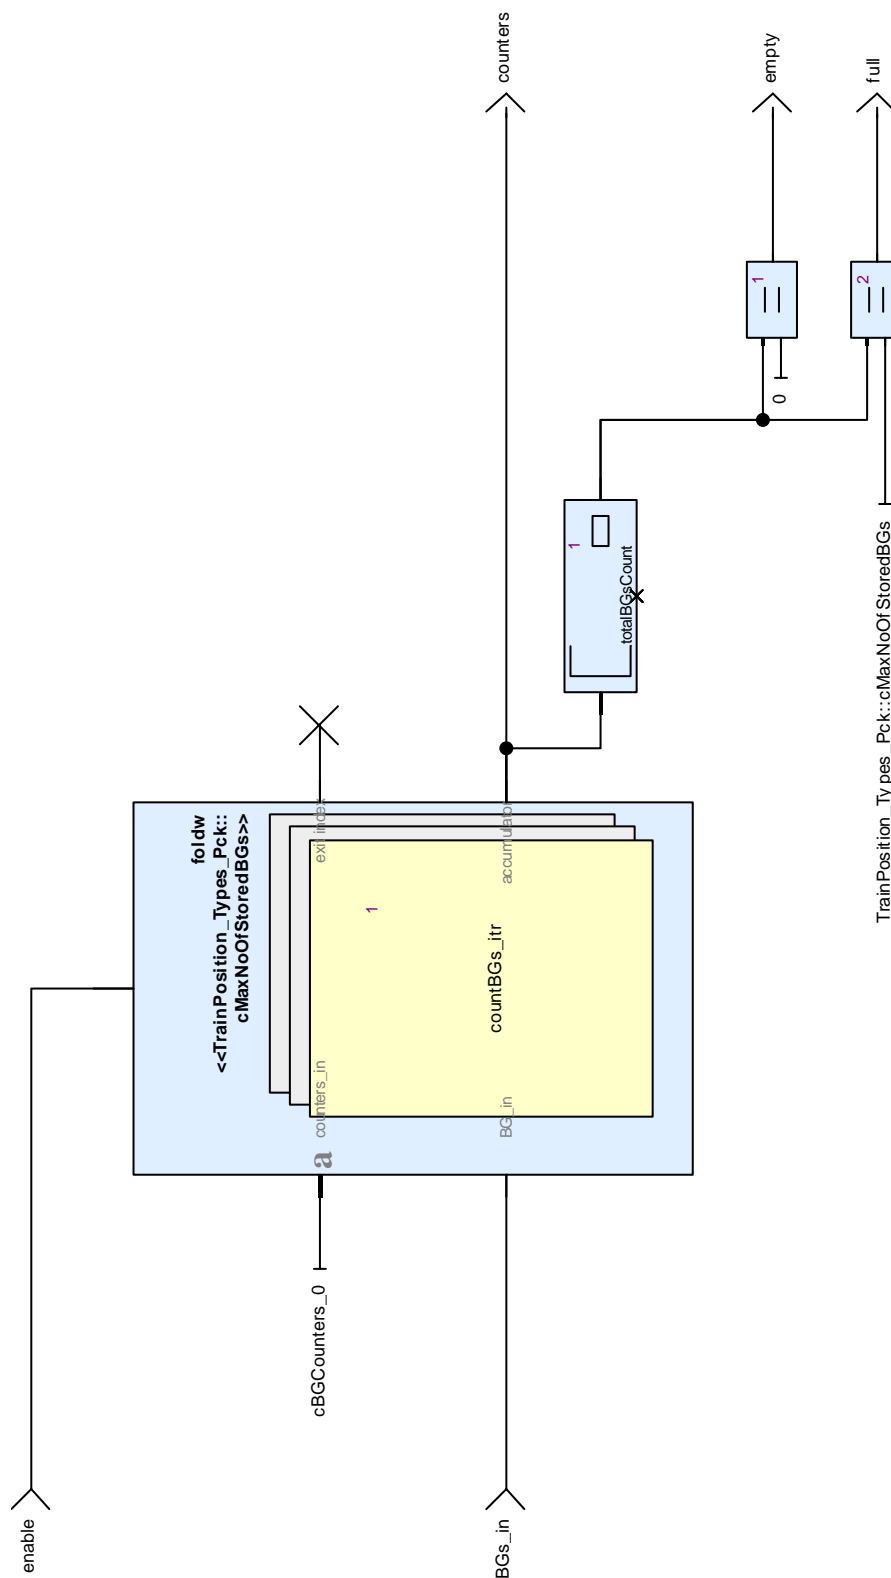 enable
BGs_in
cBGCounters_0
foldw
<<TrainPosition_Types_Pck::
cMaxNoOfStoredBGs>>
a
counters_in
exit index
1
countBGs_itr
BG_in
accumulator
counters
1
totalBGsCount
0
1
empty
2
full
TrainPosition_Types_Pck::cMaxNoOfStoredBGs